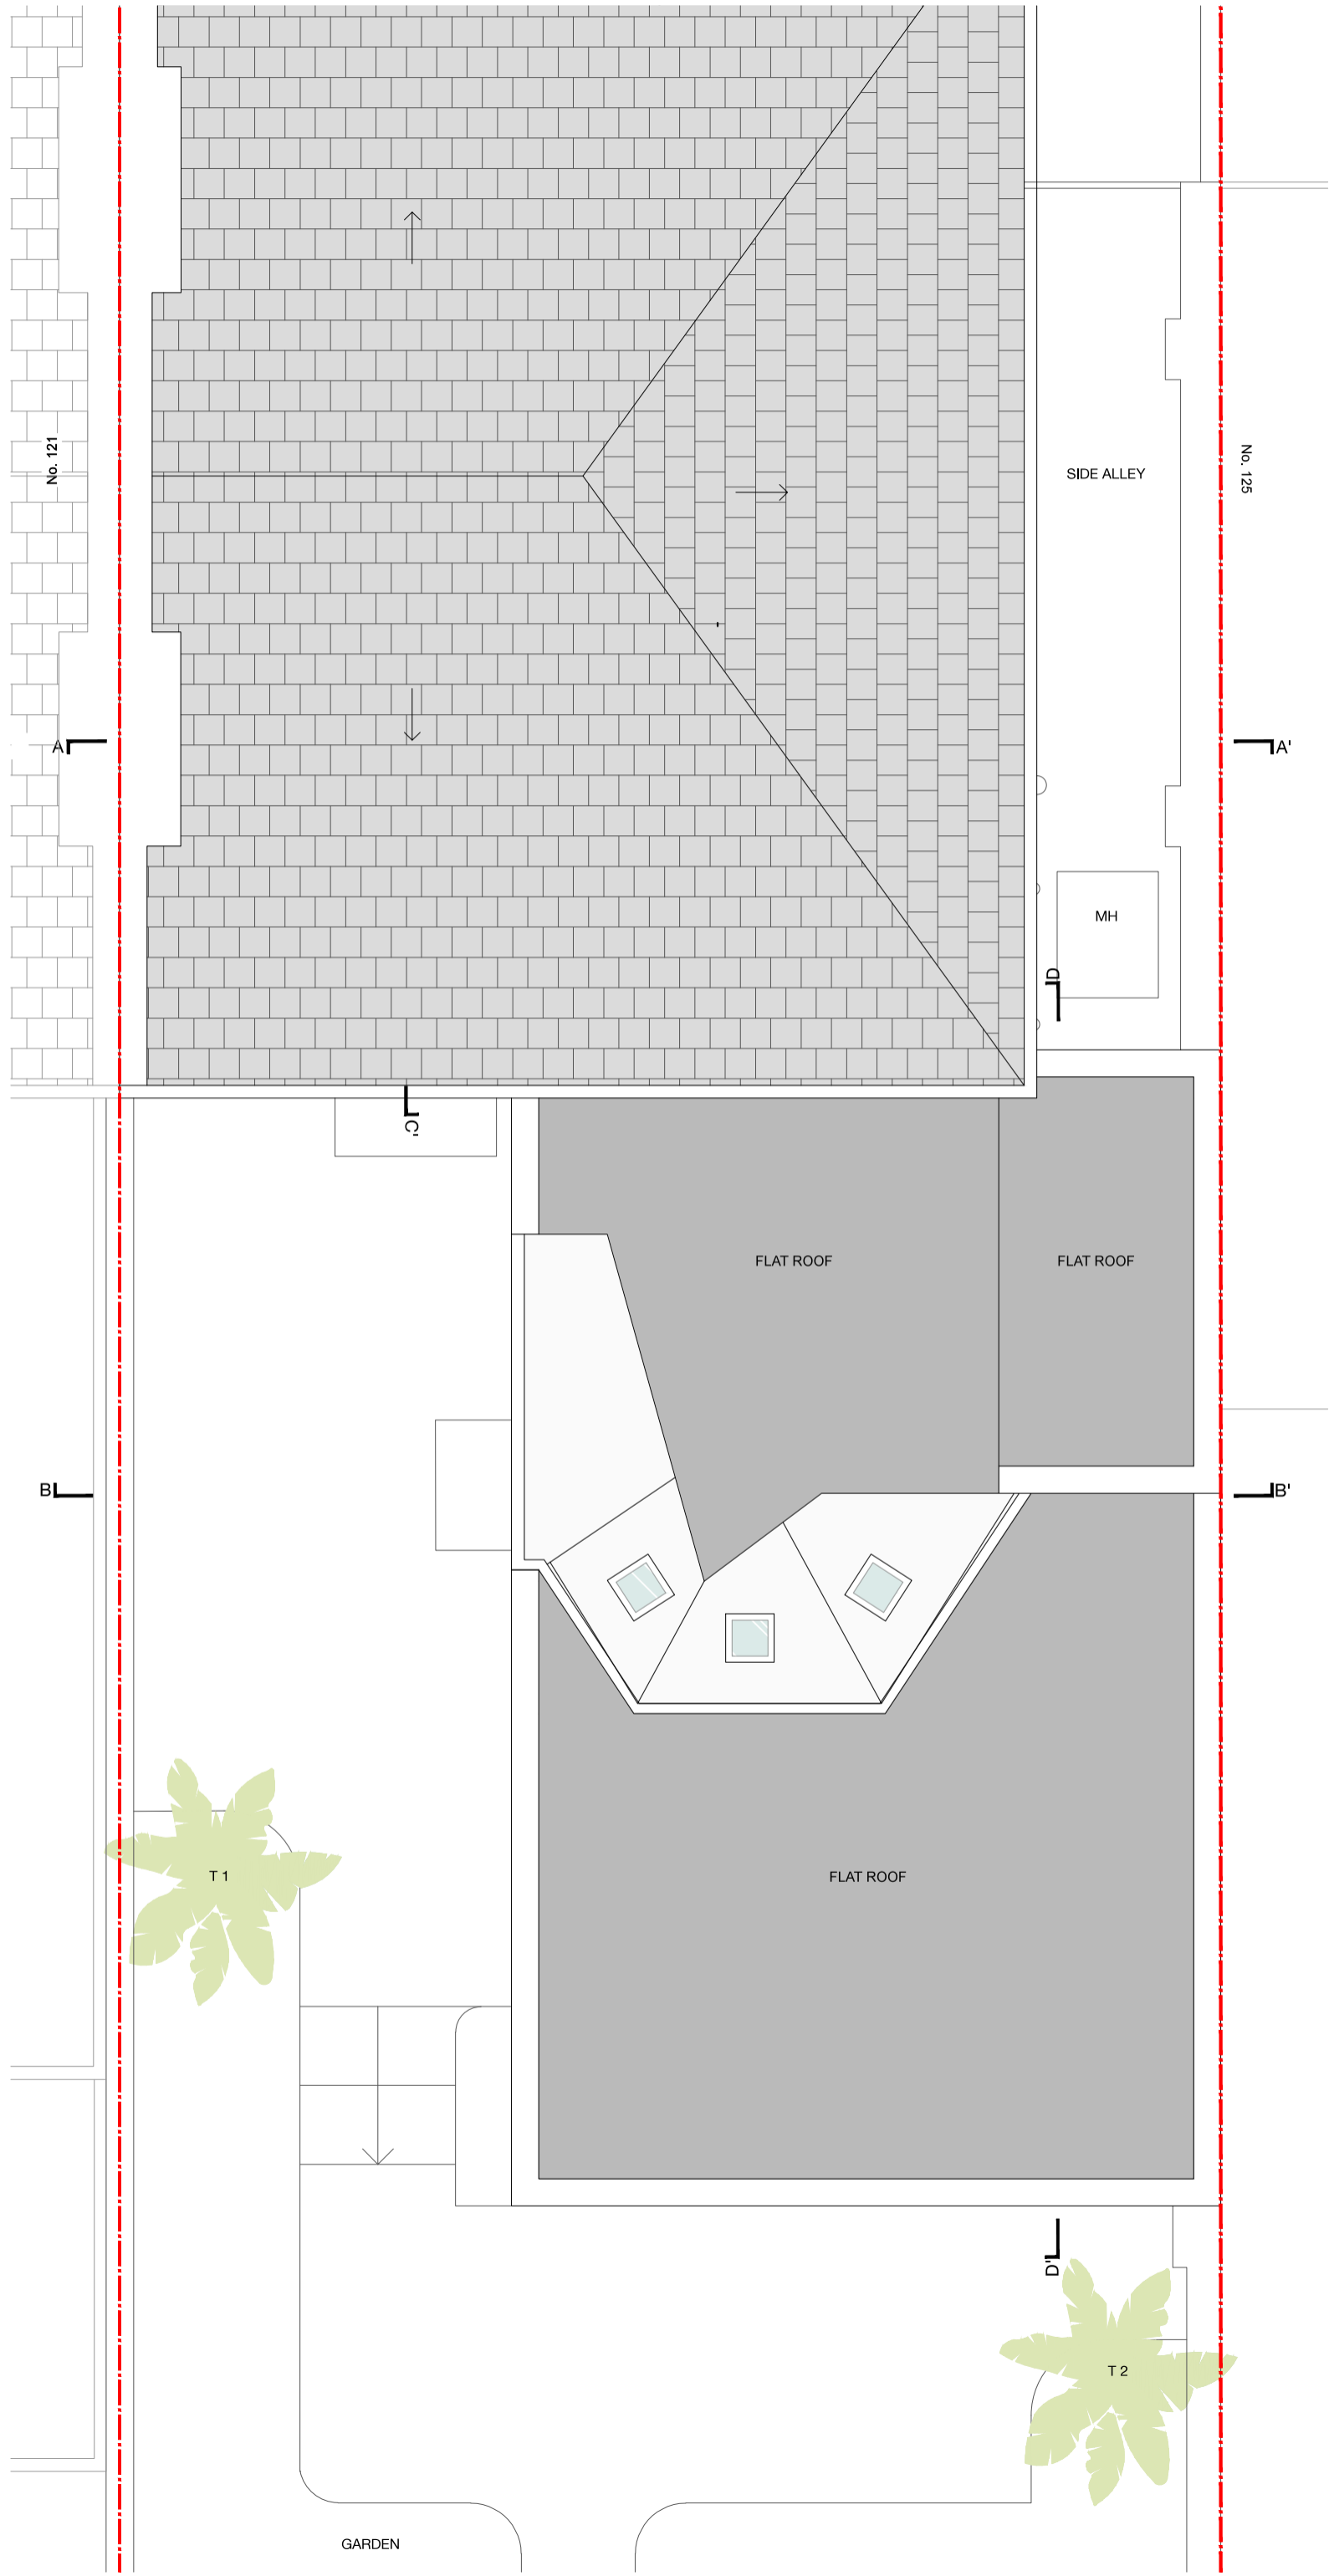 No. 121
No. 125
SIDE ALLEY
A
A'
MH
D
C'
FLAT ROOF
FLAT ROOF
B
B'
T 1
FLAT ROOF
D'
T 2
GARDEN